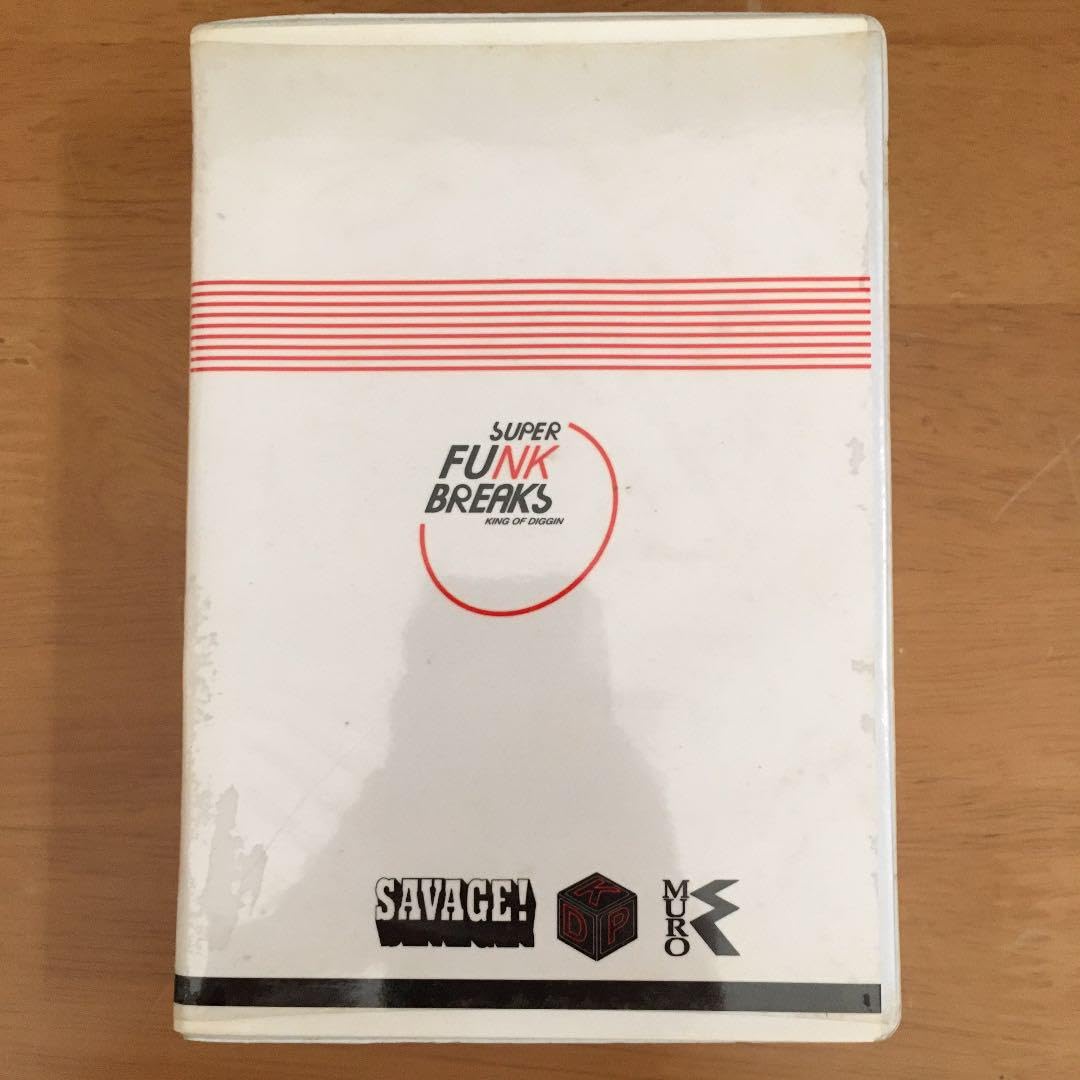 SUPER
FUNK
BREAKS
KING OF DIGGIN
SAVAGE!
K
D P
MURO